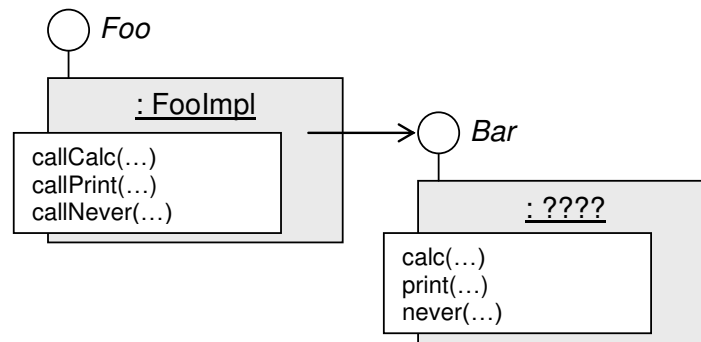 Foo
: FooImpl
callCalc(…)
callPrint(…)
callNever(…)
Bar
: ????
calc(…)
print(…)
never(…)